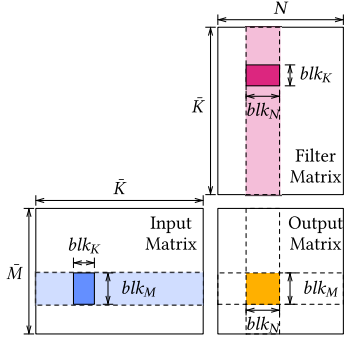 N
blk_K
K̄
blk_N
Filter
Matrix
K̄
Input
Matrix
Output
Matrix
blk_K
M̄
blk_M
blk_M
blk_N